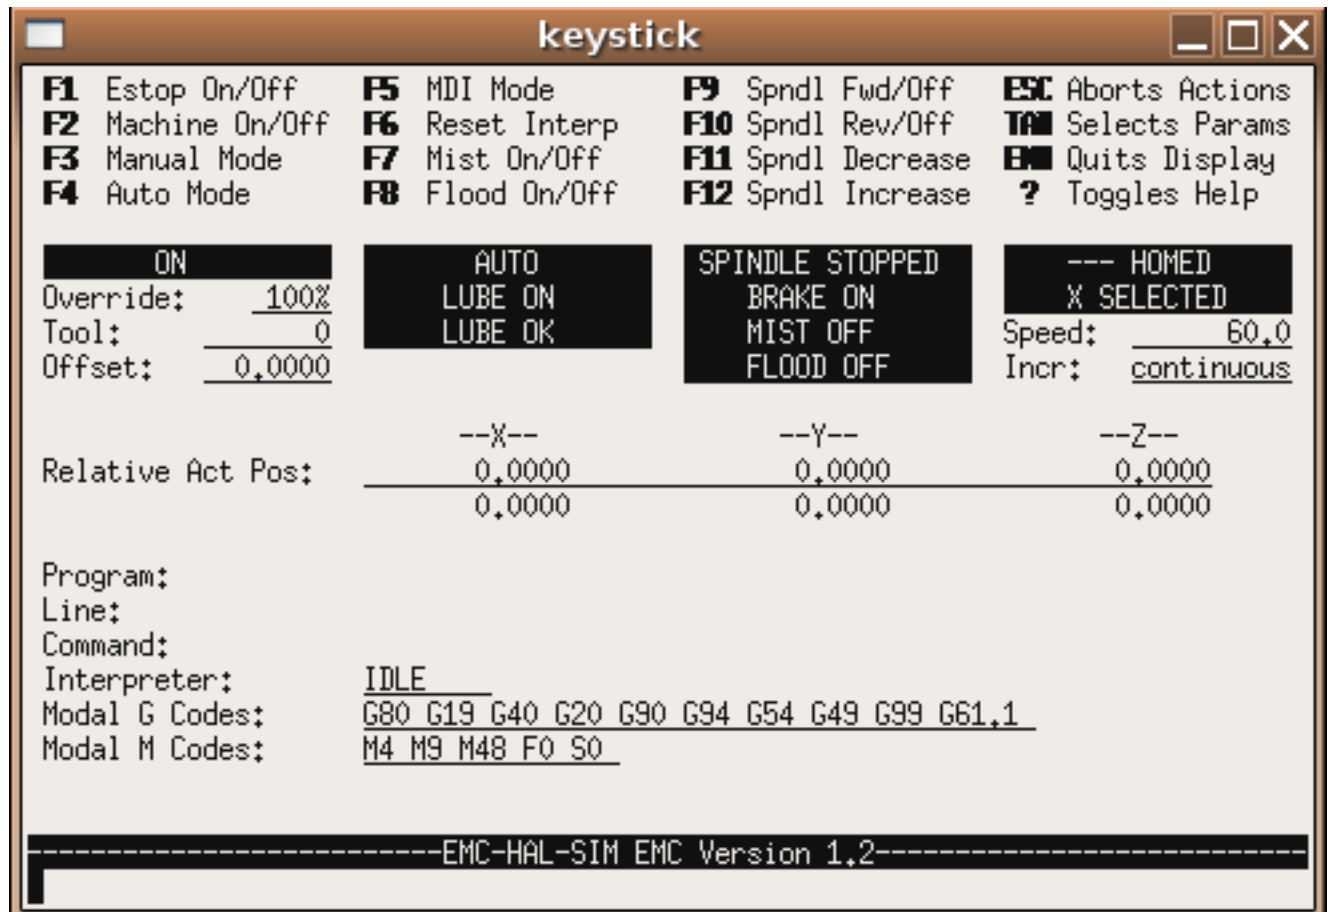 keystick
F1 Estop On/Off F5 MDI Mode F9 Spndl Fwd/Off ESC Aborts Actions
F2 Machine On/Off F6 Reset Interp F10 Spndl Rev/Off TAB Selects Params
F3 Manual Mode F7 Mist On/Off F11 Spndl Decrease END Quits Display
F4 Auto Mode F8 Flood On/Off F12 Spndl Increase ? Toggles Help
ON AUTO SPINDLE STOPPED --- HOMED
Override: 100% LUBE ON BRAKE ON X SELECTED
Tool: 0 LUBE OK MIST OFF Speed: 60.0
Offset: 0.0000 FLOOD OFF Incr: continuous
--X-- --Y-- --Z--
Relative Act Pos: 0.0000 0.0000 0.0000
0.0000 0.0000 0.0000
Program:
Line:
Command:
Interpreter: IDLE
Modal G Codes: G80 G19 G40 G20 G90 G94 G54 G49 G99 G61.1
Modal M Codes: M4 M9 M48 F0 S0
--------------------------EMC-HAL-SIM EMC Version 1.2---------------------------